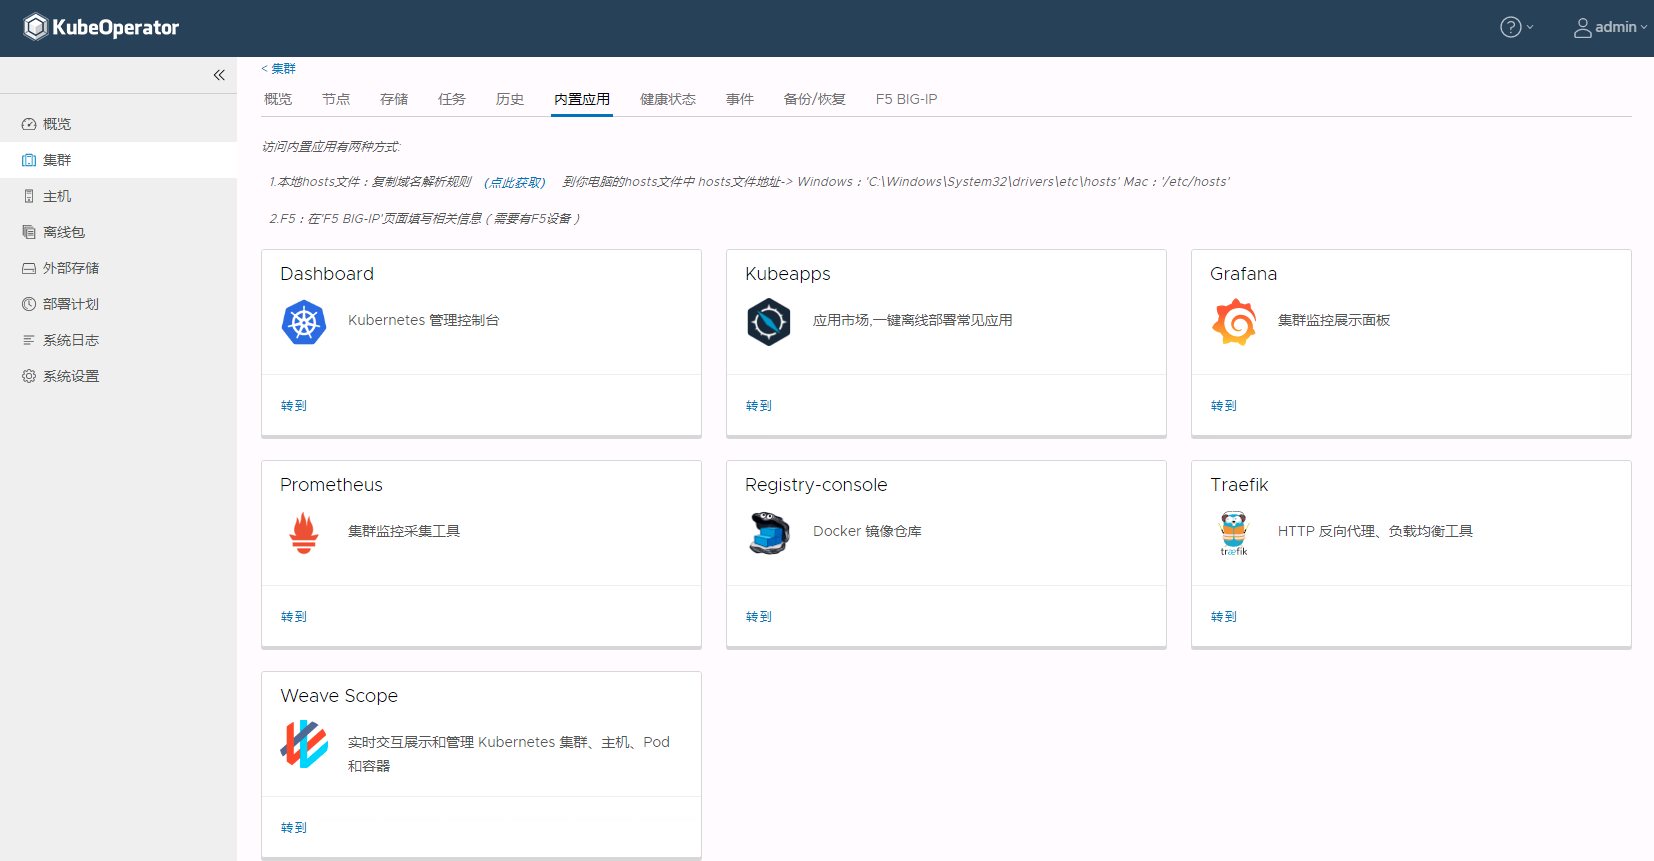 KubeOperator
?
admin
< 集群
概览 节点 存储 任务 历史 内置应用 健康状态 事件 备份/恢复 F5 BIG-IP
概览
集群
主机
离线包
外部存储
部署计划
系统日志
系统设置
访问内置应用有两种方式:
1.本地hosts文件：复制域名解析规则 (点此获取) 到你电脑的hosts文件中 hosts文件地址-> Windows：'C:\Windows\System32\drivers\etc\hosts' Mac：'/etc/hosts'
2.F5：在'F5 BIG-IP'页面填写相关信息（需要有F5设备）
Dashboard
Kubernetes 管理控制台
转到
Kubeapps
应用市场,一键离线部署常见应用
转到
Grafana
集群监控展示面板
转到
Prometheus
集群监控采集工具
转到
Registry-console
Docker 镜像仓库
转到
Traefik
træfik
HTTP 反向代理、负载均衡工具
转到
Weave Scope
实时交互展示和管理 Kubernetes 集群、主机、Pod
和容器
转到